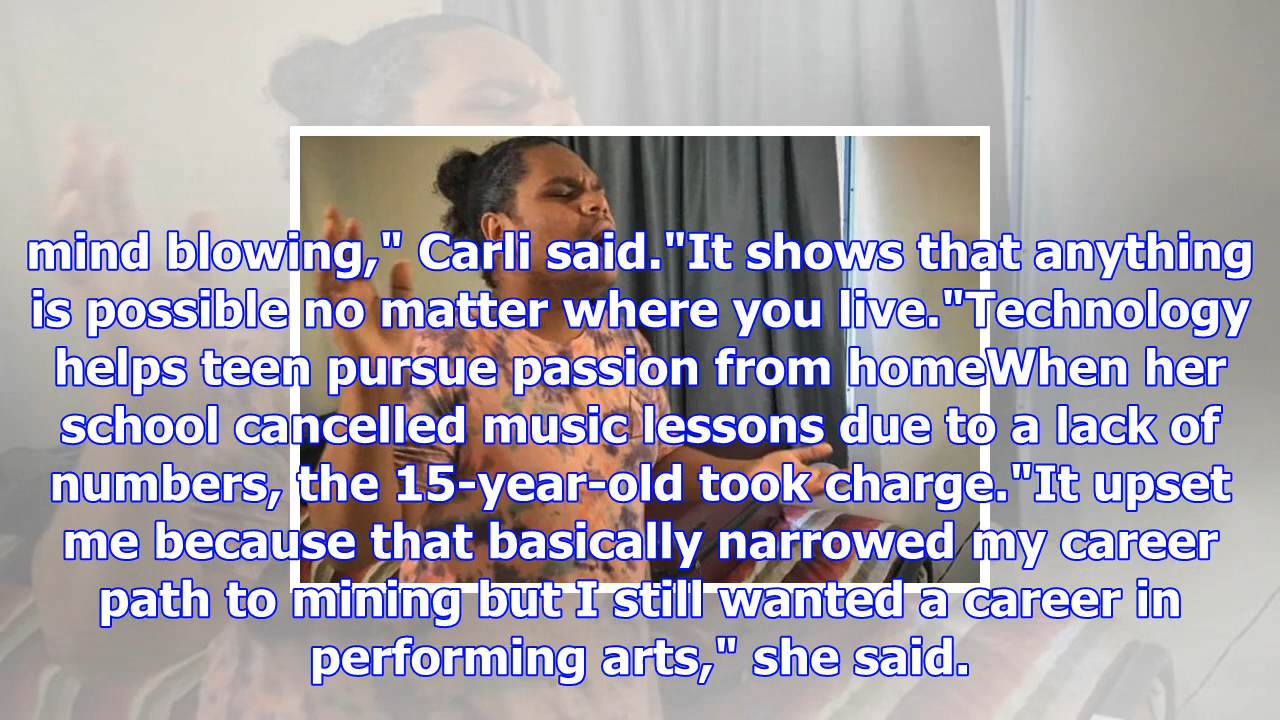 mind blowing," Carli said."It shows that anything
is possible no matter where you live."Technology
helps teen pursue passion from homeWhen her
school cancelled music lessons due to a lack of
numbers, the 15-year-old took charge."It upset
me because that basically narrowed my career
path to mining but I still wanted a career in
performing arts," she said.